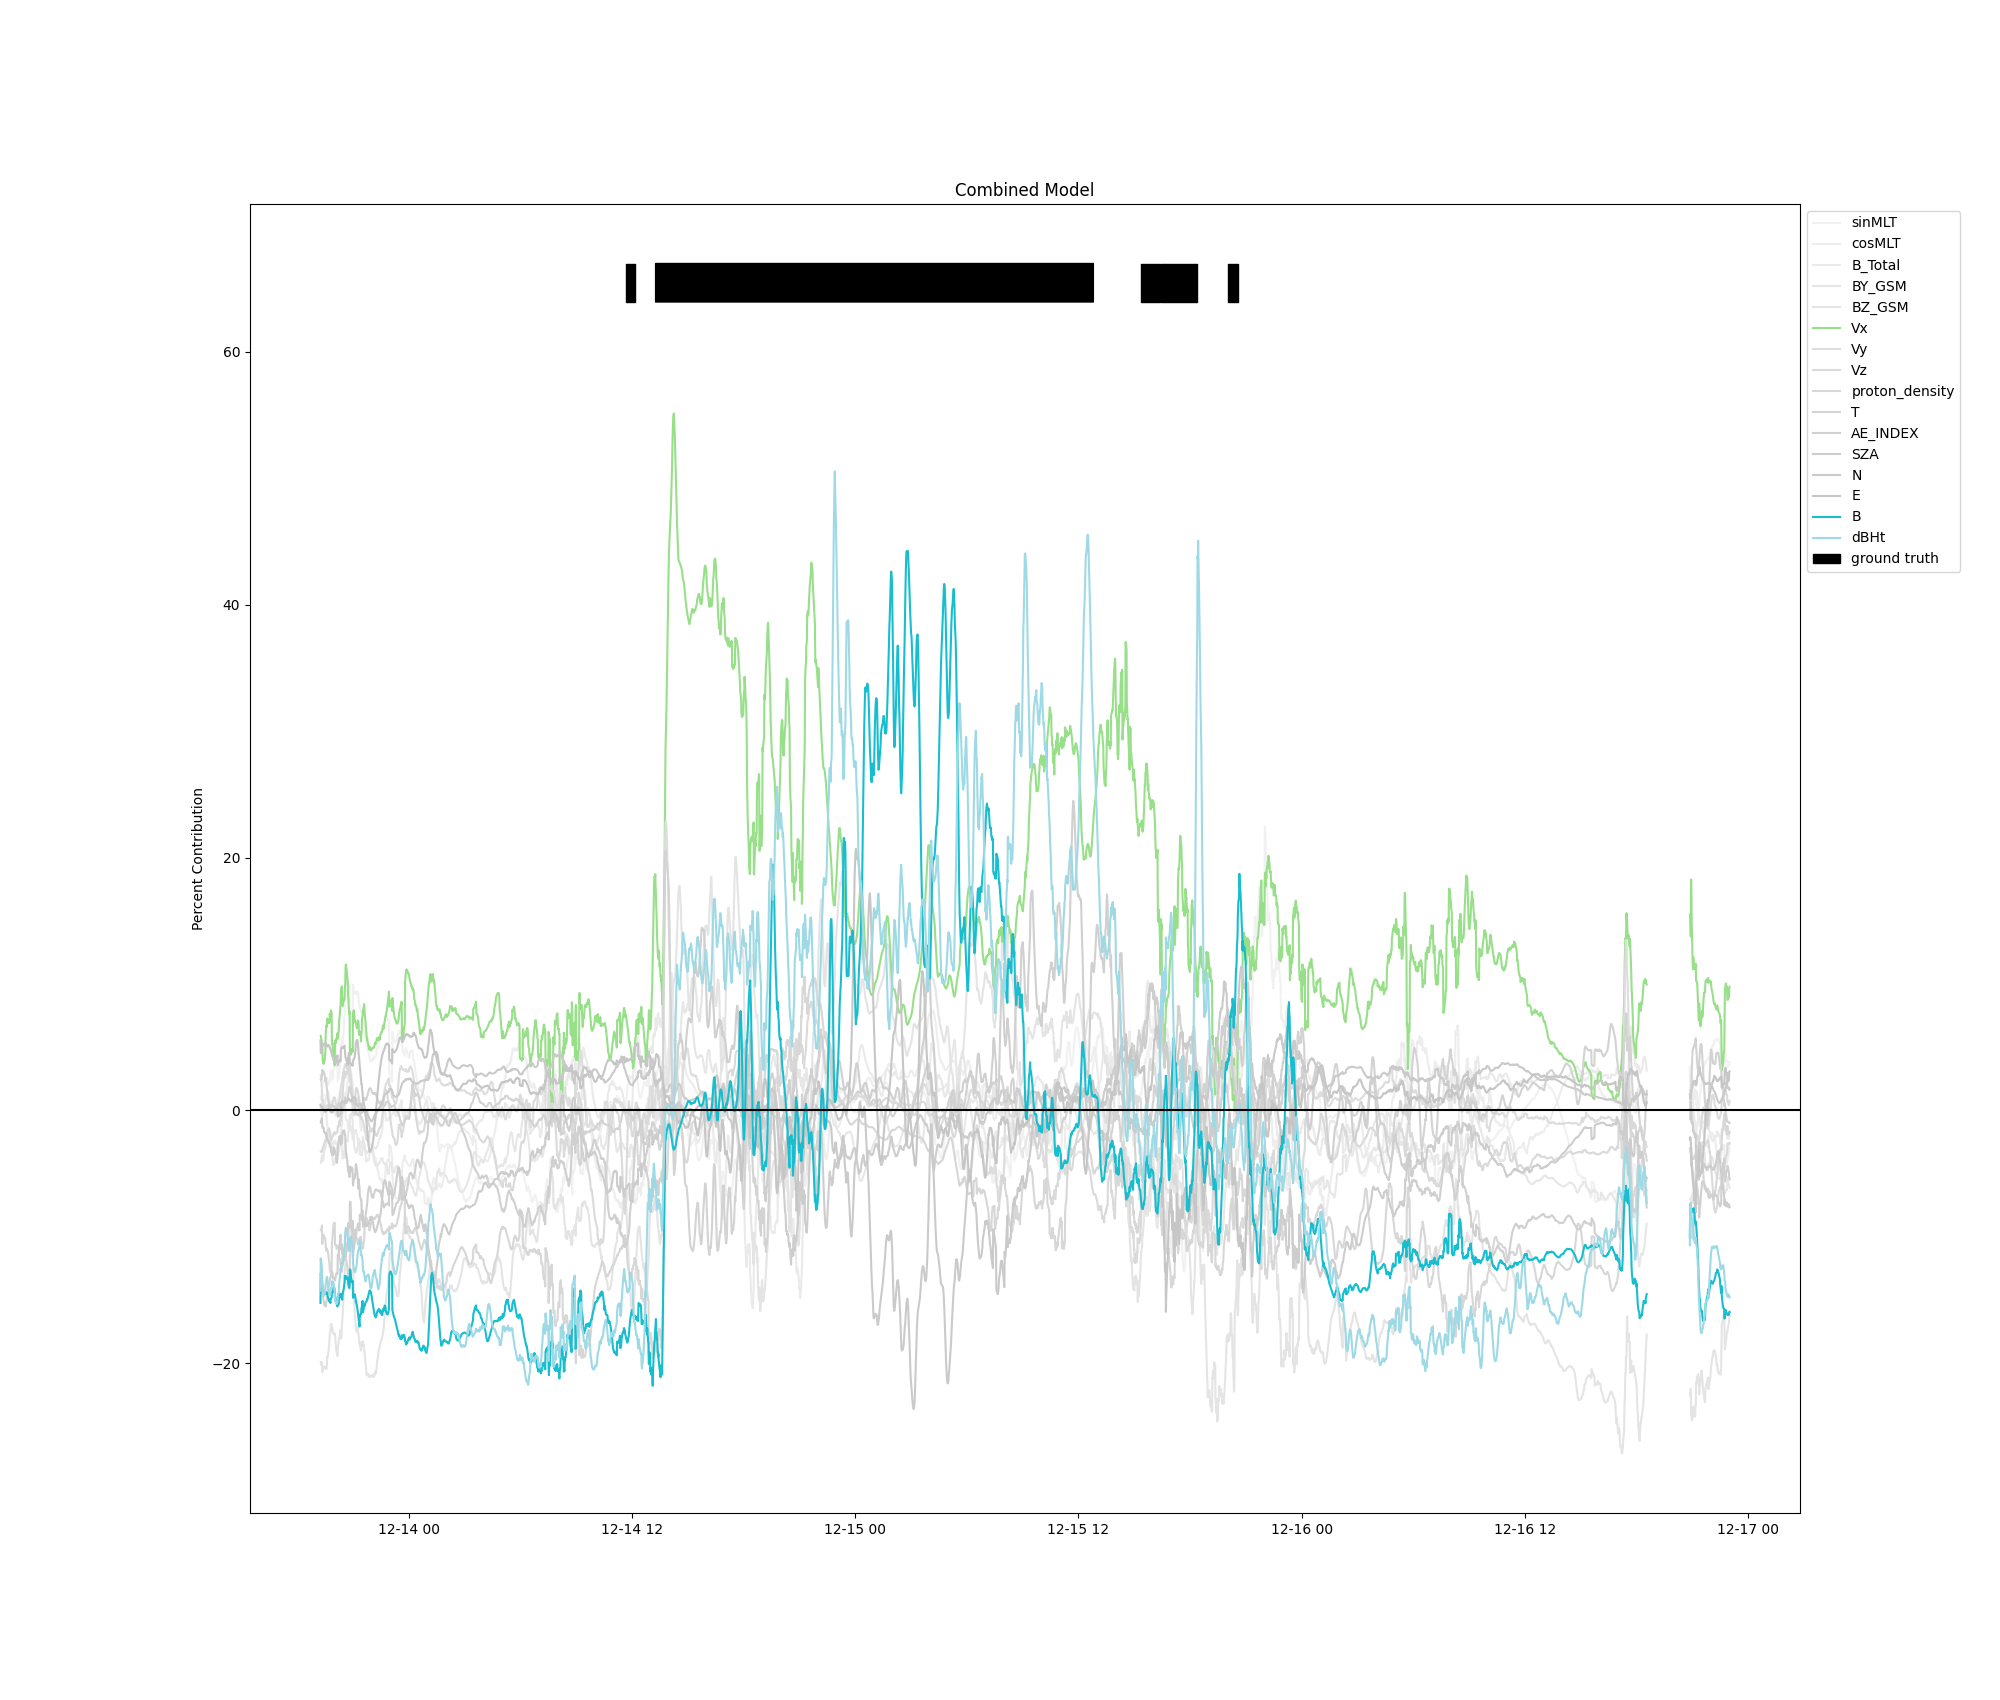 Combined Model
Percent Contribution
60
40
20
0
−20
12-14 00
12-14 12
12-15 00
12-15 12
12-16 00
12-16 12
12-17 00
sinMLT
cosMLT
B_Total
BY_GSM
BZ_GSM
Vx
Vy
Vz
proton_density
T
AE_INDEX
SZA
N
E
B
dBHt
ground truth